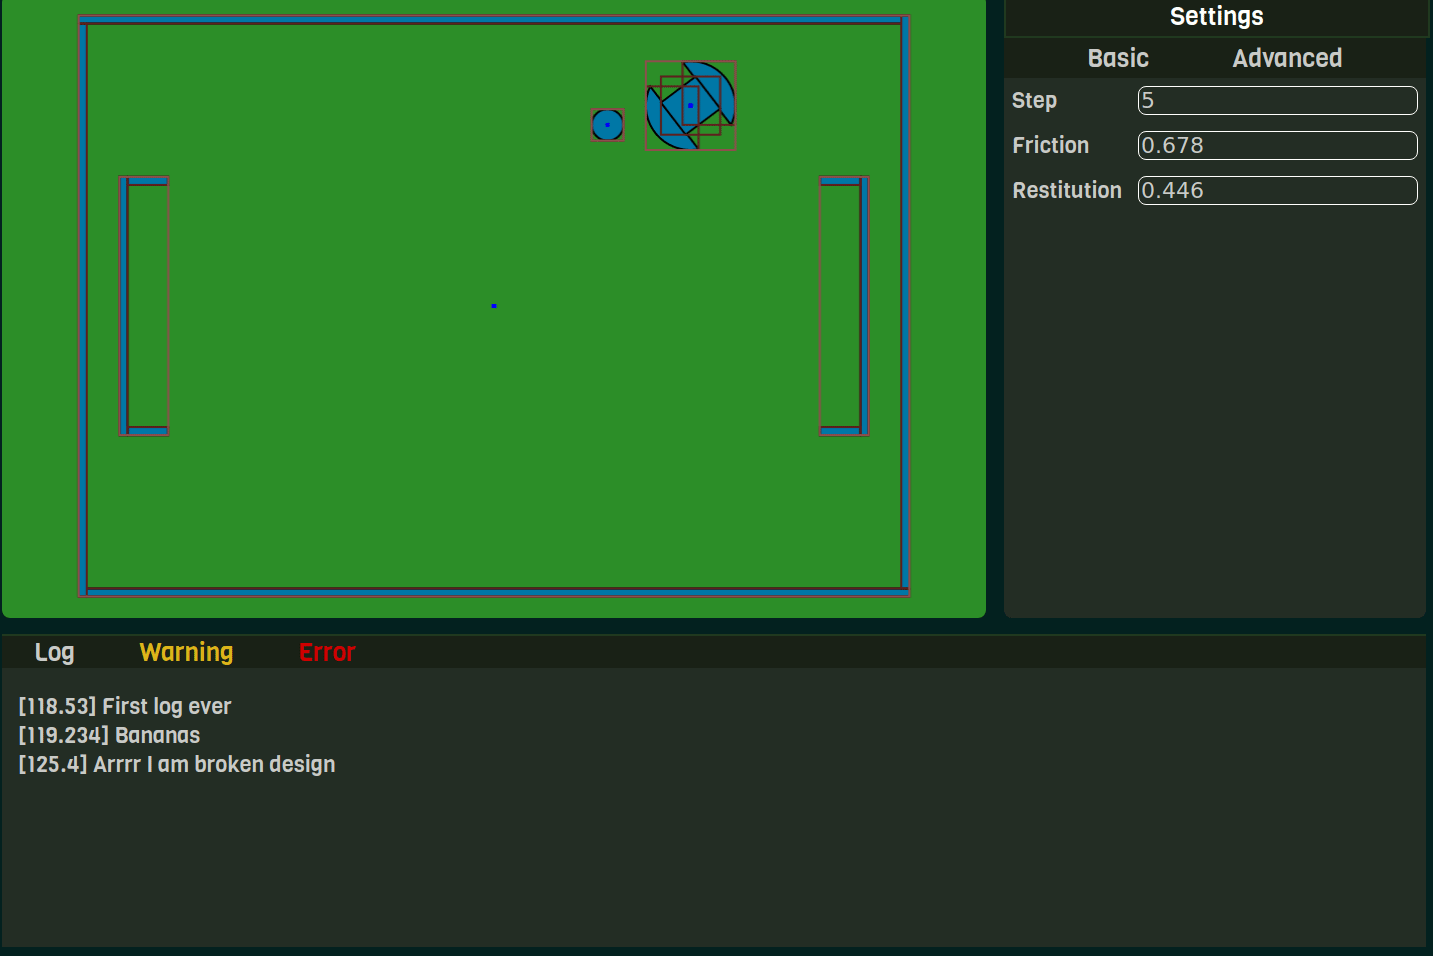 Settings
Basic Advanced
Step 5
Friction 0.678
Restitution 0.446
Log Warning Error
[118.53] First log ever
[119.234] Bananas
[125.4] Arrrr I am broken design